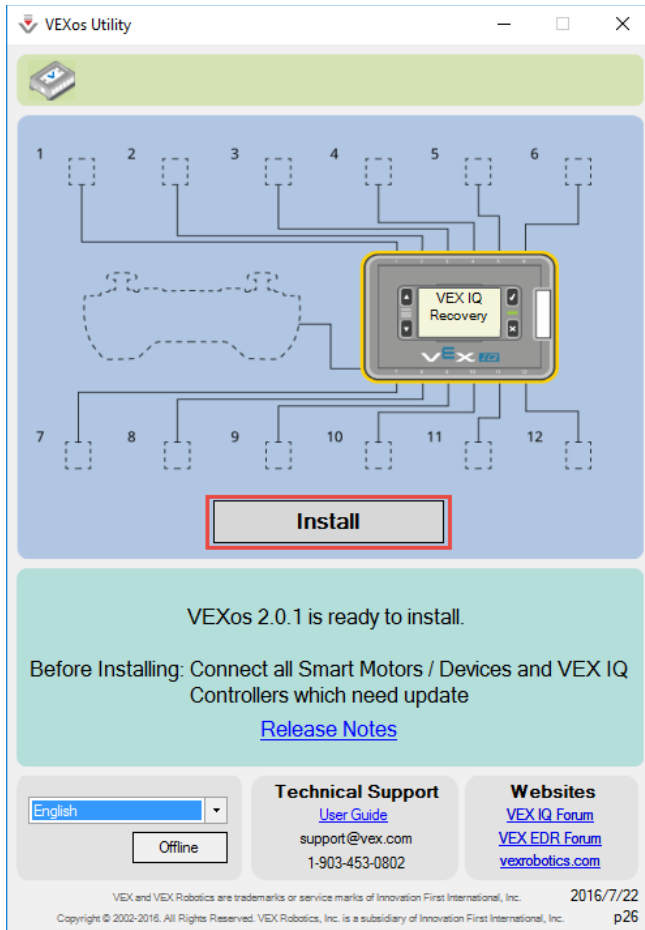 VEXos Utility
1 2 3 4 5 6
VEX IQ
Recovery
VEX IQ
7 8 9 10 11 12
Install
VEXos 2.0.1 is ready to install.
Before Installing: Connect all Smart Motors / Devices and VEX IQ
Controllers which need update
Release Notes
English
Offline
Technical Support
User Guide
support@vex.com
1-903-453-0802
Websites
VEX IQ Forum
VEX EDR Forum
vexrobotics.com
VEX and VEX Robotics are trademarks or service marks of Innovation First International, Inc.
2016/7/22
Copyright © 2002-2016. All Rights Reserved. VEX Robotics, Inc. is a subsidiary of Innovation First International, Inc.
p26